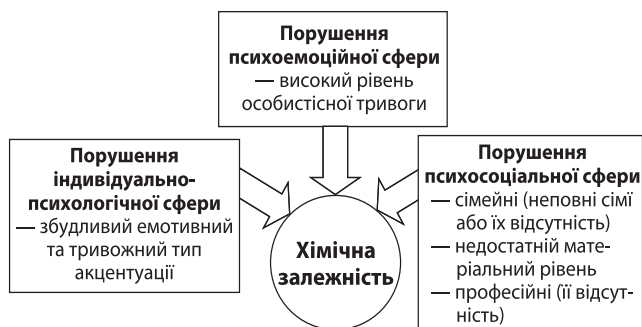 Порушення
психоемоційної сфери
— високий рівень
особистісної тривоги
Порушення
індивідуально-
психологічної сфери
— збудливий емотивний
та тривожний тип
акцентуації
Хімічна
залежність
Порушення
психосоціальної сфери
— сімейні (неповні сімї
або їх відсутність)
— недостатній мате-
ріальний рівень
— професійні (її відсут-
ність)